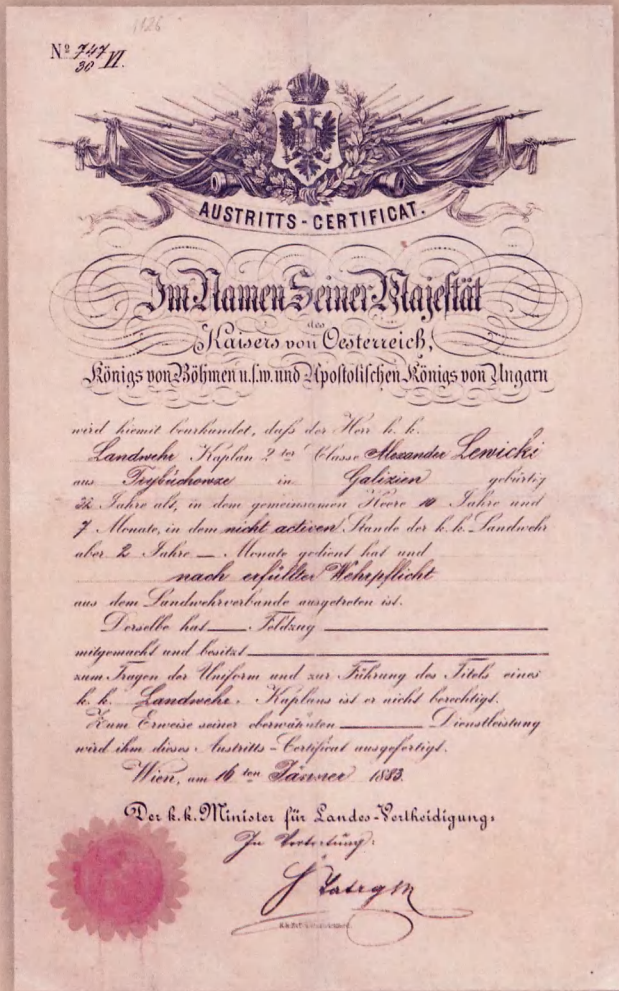 1126
Nº 747/30 VI.
AUSTRITTS-CERTIFICAT.
Im Namen Seiner Majestät
des
Kaisers von Oesterreich,
Königs von Böhmen u.s.w. und Apostolischen Königs von Ungarn
wird hiemit beurkundet, daß der Herr k. k.
Landwehr Kaplan 2ter Classe Alexander Lewicki
aus Trybuchowze in Galizien gebürtig
Jahre alt, in dem gemeinsamen Heere 10 Jahre und
7 Monate, in dem nicht activen Stande der k. k. Landwehr
aber 2 Jahre — Monate gedient hat und
nach erfüllter Wehrpflicht
aus dem Landwehrverbande ausgetreten ist.
Derselbe hat Feldzug
mitgemacht und besitzt
zum Tragen der Uniform und zur Führung des Titels eines
k. k. Landwehr Kaplans ist er nicht berechtigt.
Zum Erweise seiner oberwähnten Dienstleistung
wird ihm dieses Austritts-Certificat ausgefertigt.
Wien, am 16 ten Jänner 1883.
Der k. k. Minister für Landes-Vertheidigung:
In Vertretung: